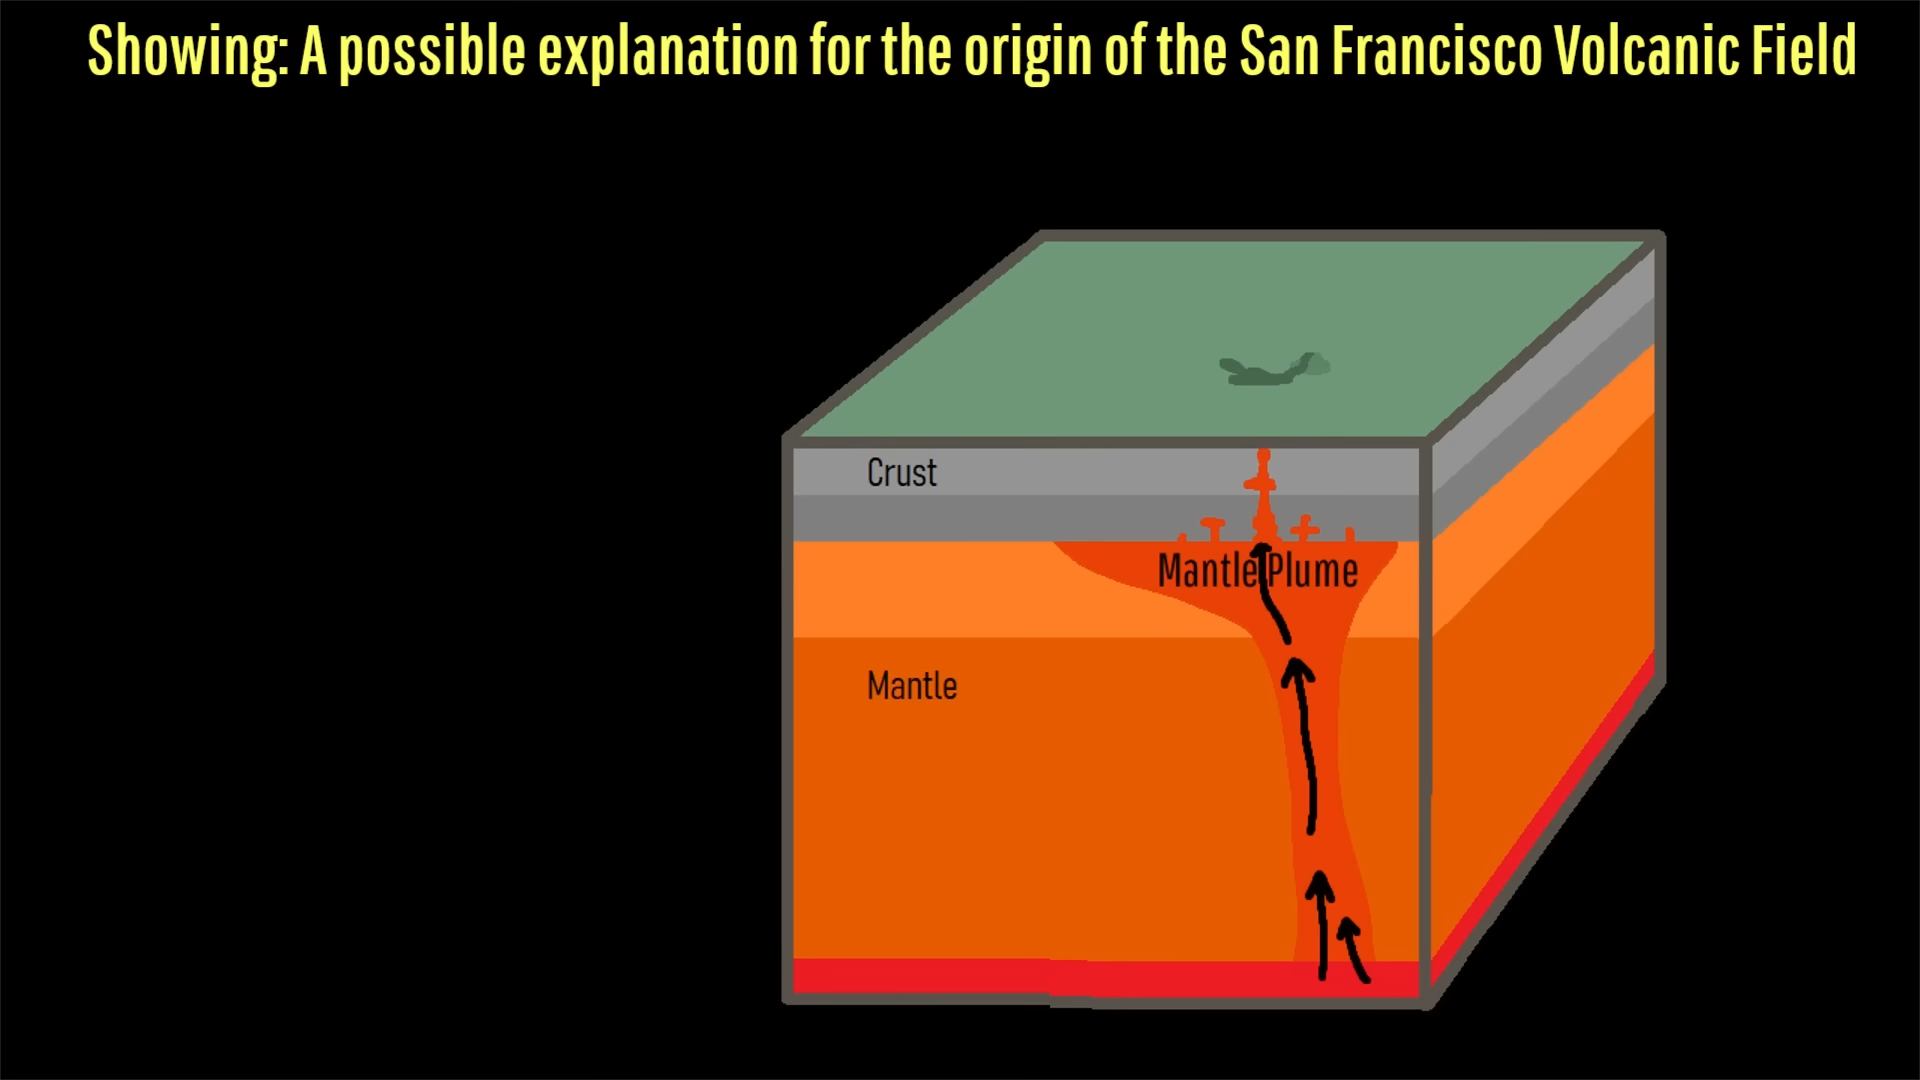 Showing: A possible explanation for the origin of the San Francisco Volcanic Field
Crust
Mantle Plume
Mantle